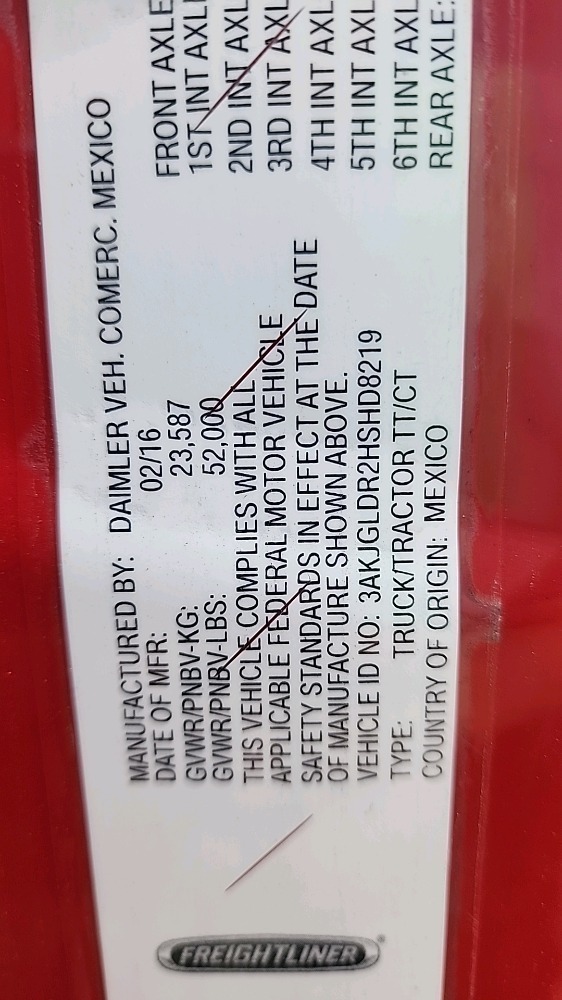 FREIGHTLINER
MANUFACTURED BY: DAIMLER VEH. COMERC. MEXICO
DATE OF MFR: 02/16
GVWR/PNBV-KG: 23,587
GVWR/PNBV-LBS: 52,000
THIS VEHICLE COMPLIES WITH ALL
APPLICABLE FEDERAL MOTOR VEHICLE
SAFETY STANDARDS IN EFFECT AT THE DATE
OF MANUFACTURE SHOWN ABOVE.
VEHICLE ID NO: 3AKJGLDR2HSHD8219
TYPE: TRUCK/TRACTOR TT/CT
COUNTRY OF ORIGIN: MEXICO
FRONT AXLE
1ST INT AXL
2ND INT AXL
3RD INT AXL
4TH INT AXL
5TH INT AXL
6TH INT AXL
REAR AXLE: